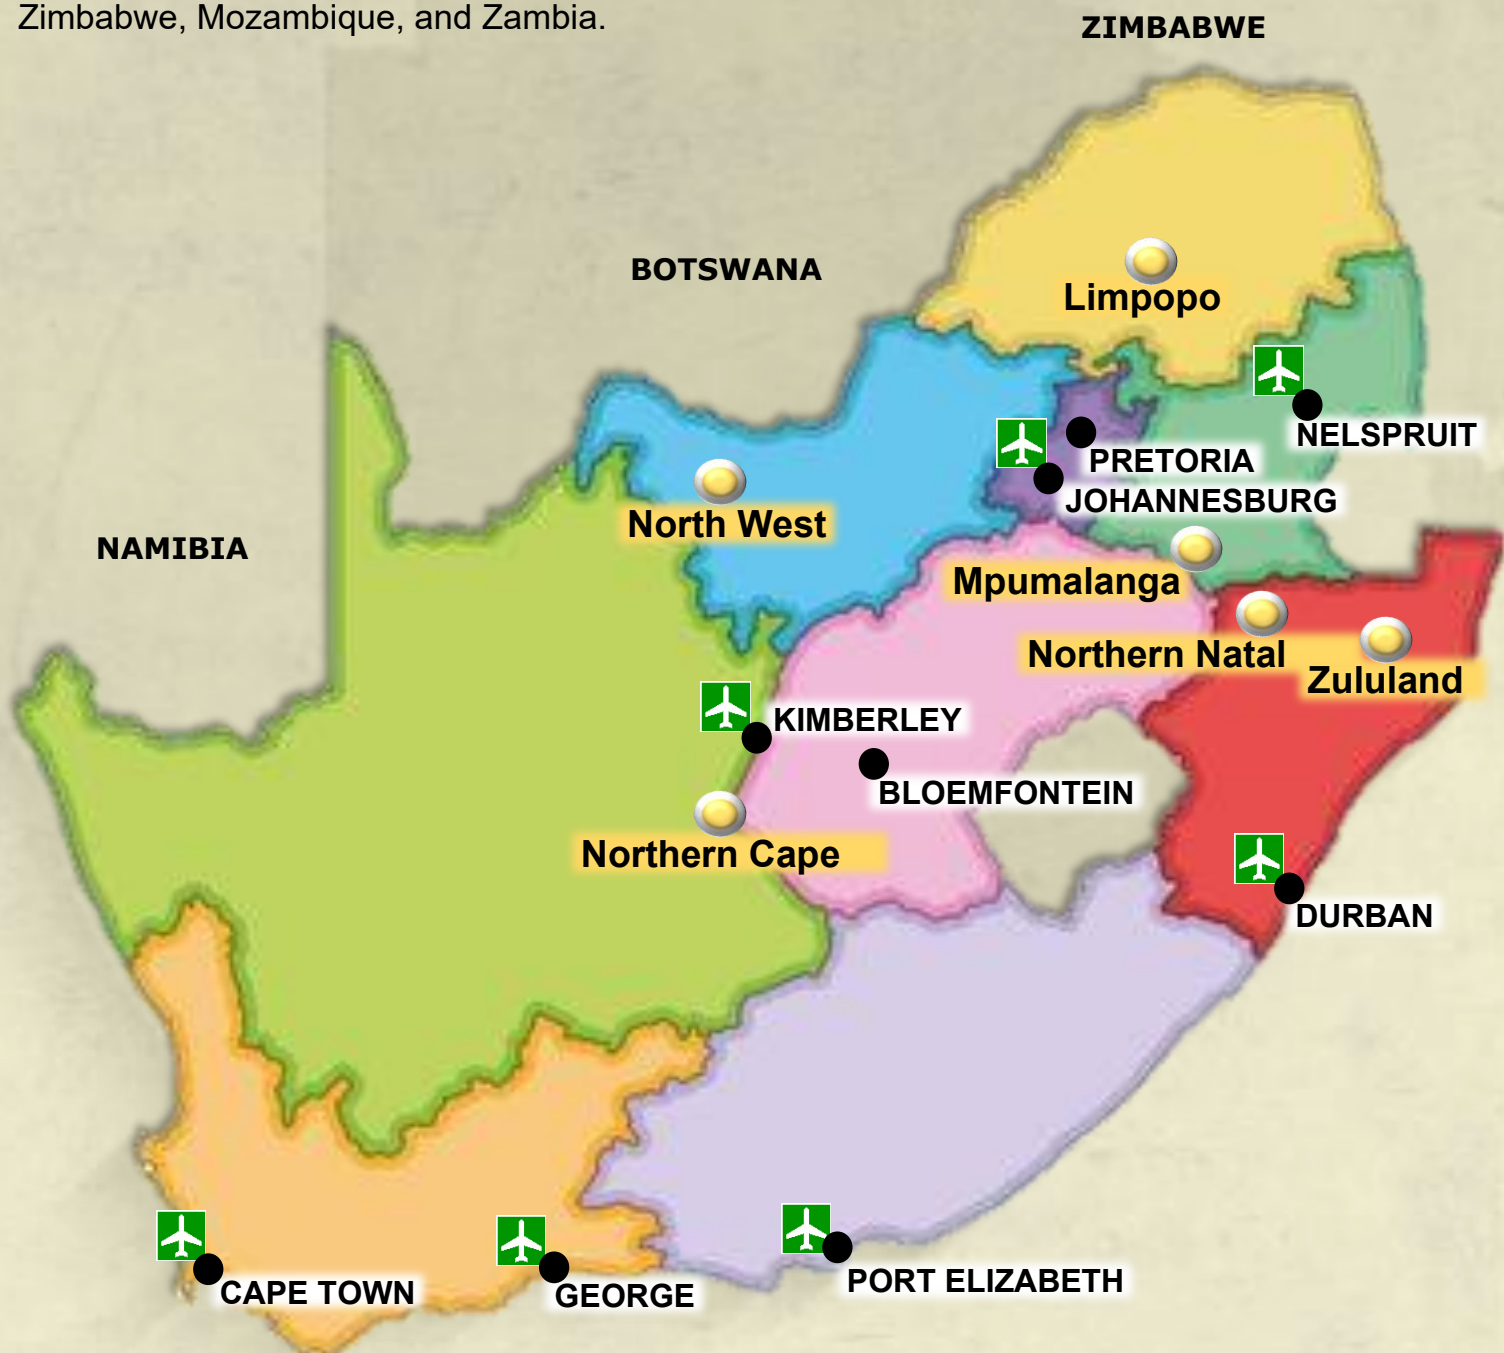 Zimbabwe, Mozambique, and Zambia.
ZIMBABWE
BOTSWANA
Limpopo
NELSPRUIT
PRETORIA
JOHANNESBURG
North West
NAMIBIA
Mpumalanga
Northern Natal
Zululand
KIMBERLEY
BLOEMFONTEIN
Northern Cape
DURBAN
CAPE TOWN
GEORGE
PORT ELIZABETH